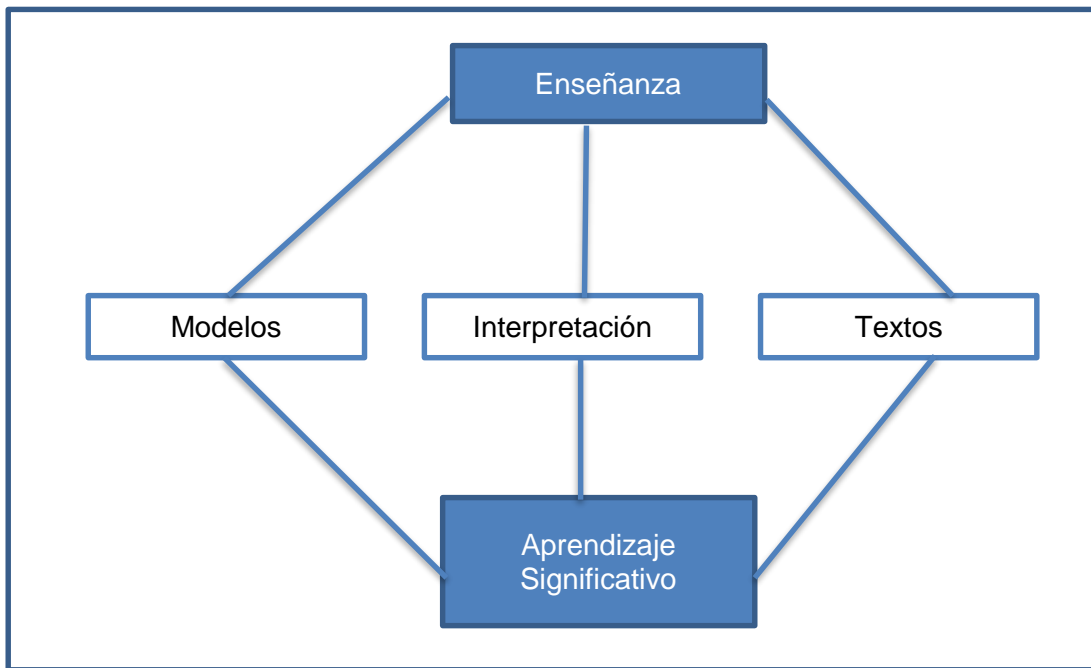 Enseñanza
Modelos
Interpretación
Textos
Aprendizaje
Significativo